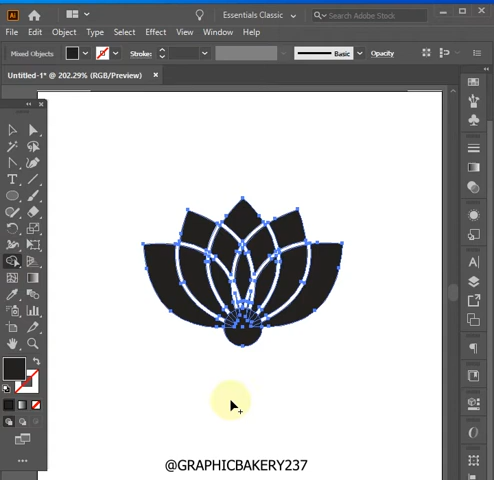 Ai
Essentials Classic
Search Adobe Stock
File Edit Object Type Select Effect View Window Help
Mixed Objects Stroke: Basic Opacity
Untitled-1* @ 202.29% (RGB/Preview) ×
@GRAPHICBAKERY237